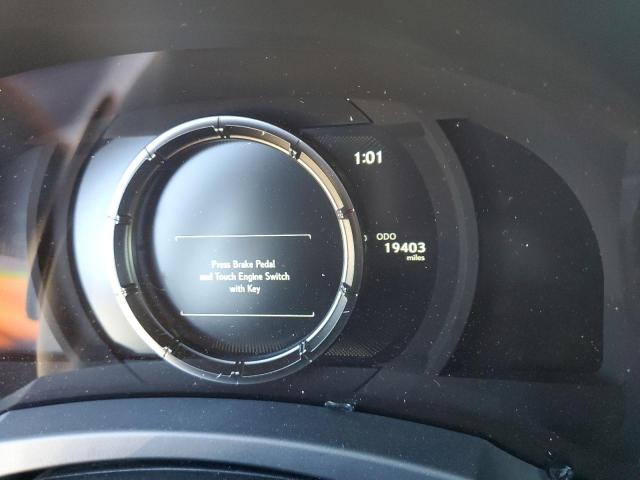 1:01
ODO
19403
miles
Press Brake Pedal
and Touch Engine Switch
with Key